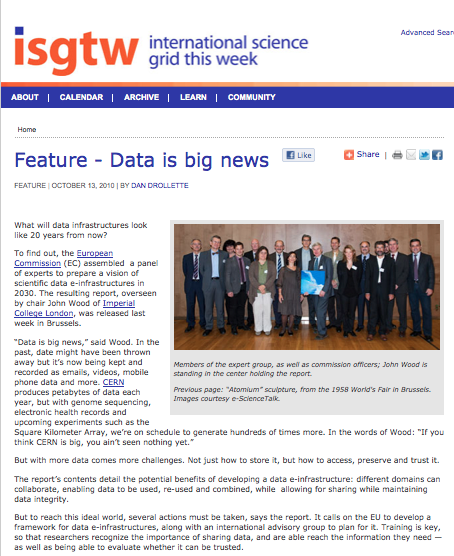 isgtw international science
grid this week
Advanced Sear
ABOUT | CALENDAR | ARCHIVE | LEARN | COMMUNITY
Home
Feature - Data is big news
Like
Share |
FEATURE | OCTOBER 13, 2010 | BY DAN DROLLETTE
What will data infrastructures look
like 20 years from now?
To find out, the European
Commission (EC) assembled a panel
of experts to prepare a vision of
scientific data e-infrastructures in
2030. The resulting report, overseen
by chair John Wood of Imperial
College London, was released last
week in Brussels.
Members of the expert group, as well as commission officers; John Wood is
standing in the center holding the report.
Previous page: "Atomium" sculpture, from the 1958 World's Fair in Brussels.
Images courtesy e-ScienceTalk.
"Data is big news," said Wood. In the
past, date might have been thrown
away but it's now being kept and
recorded as emails, videos, mobile
phone data and more. CERN
produces petabytes of data each
year, but with genome sequencing,
electronic health records and
upcoming experiments such as the
Square Kilometer Array, we're on schedule to generate hundreds of times more. In the words of Wood: "If you
think CERN is big, you ain't seen nothing yet."
But with more data comes more challenges. Not just how to store it, but how to access, preserve and trust it.
The report's contents detail the potential benefits of developing a data e-infrastructure: different domains can
collaborate, enabling data to be used, re-used and combined, while allowing for sharing while maintaining
data integrity.
But to reach this ideal world, several actions must be taken, says the report. It calls on the EU to develop a
framework for data e-infrastructures, along with an international advisory group to plan for it. Training is key,
so that researchers recognize the importance of sharing data, and are able reach the information they need —
as well as being able to evaluate whether it can be trusted.